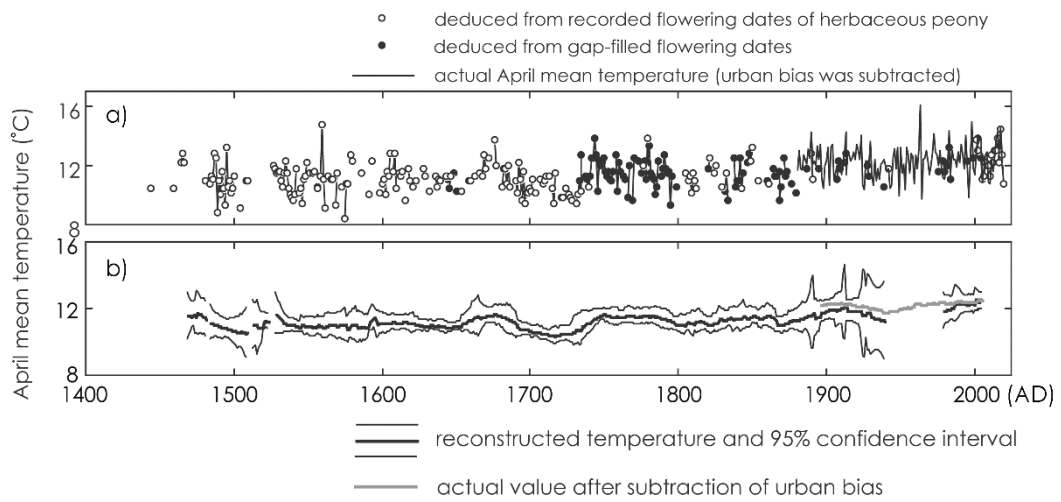 deduced from recorded flowering dates of herbaceous peony
deduced from gap-filled flowering dates
actual April mean temperature (urban bias was subtracted)
April mean temperature (˚C)
a)
16
12
8
b)
16
12
8
1400 1500 1600 1700 1800 1900 2000 (AD)
reconstructed temperature and 95% confidence interval
actual value after subtraction of urban bias